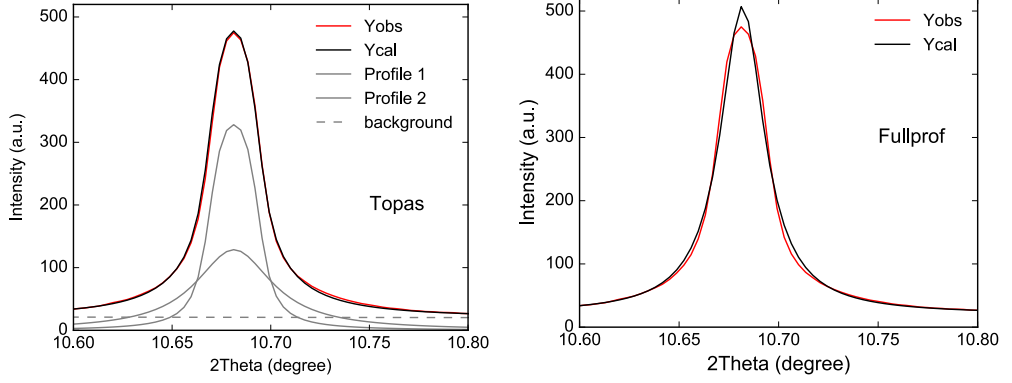 500
400
300
200
100
0
10.60
10.65
10.70
10.75
10.80
2Theta (degree)
Intensity (a.u.)
Yobs
Ycal
Profile 1
Profile 2
background
Topas
500
400
300
200
100
0
10.60
10.65
10.70
10.75
10.80
2Theta (degree)
Intensity (a.u.)
Yobs
Ycal
Fullprof